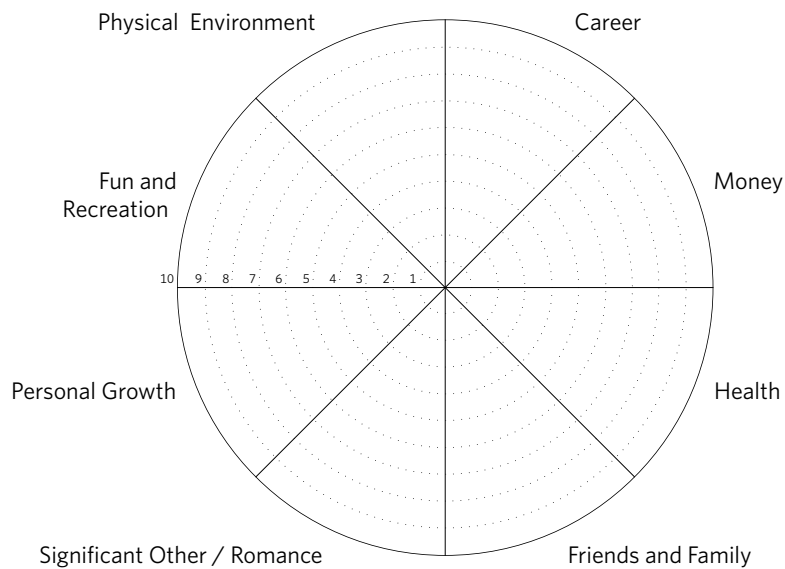 Physical Environment
Career
Fun and
Recreation
Money
10 9 8 7 6 5 4 3 2 1
Personal Growth
Health
Significant Other / Romance
Friends and Family